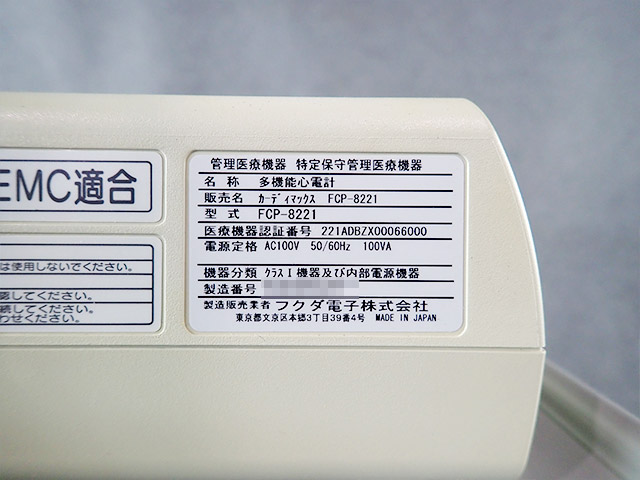 EMC適合
は使用しないでください。
認してください。
続してください。
わせください。
管理医療機器 特定保守管理医療機器
名 称 多機能心電計
販売名 ｶｰﾃﾞｨﾏｯｸｽ FCP-8221
型 式 FCP-8221
医療機器認証番号 221ADBZX00066000
電源定格 AC100V 50/60Hz 100VA
機器分類 ｸﾗｽⅠ機器及び内部電源機器
製造番号
製造販売業者 フクダ電子株式会社
東京都文京区本郷3丁目39番4号 MADE IN JAPAN